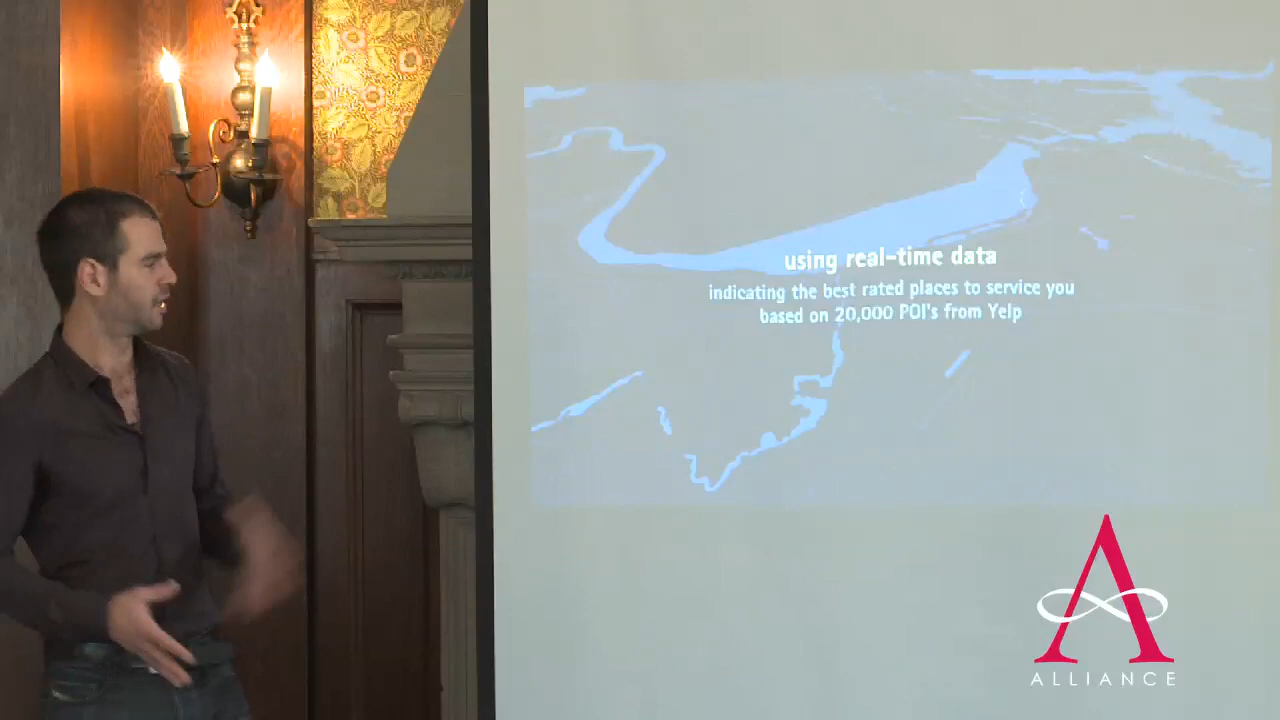 using real-time data
indicating the best rated places to service you
based on 20,000 POI's from Yelp
A
ALLIANCE